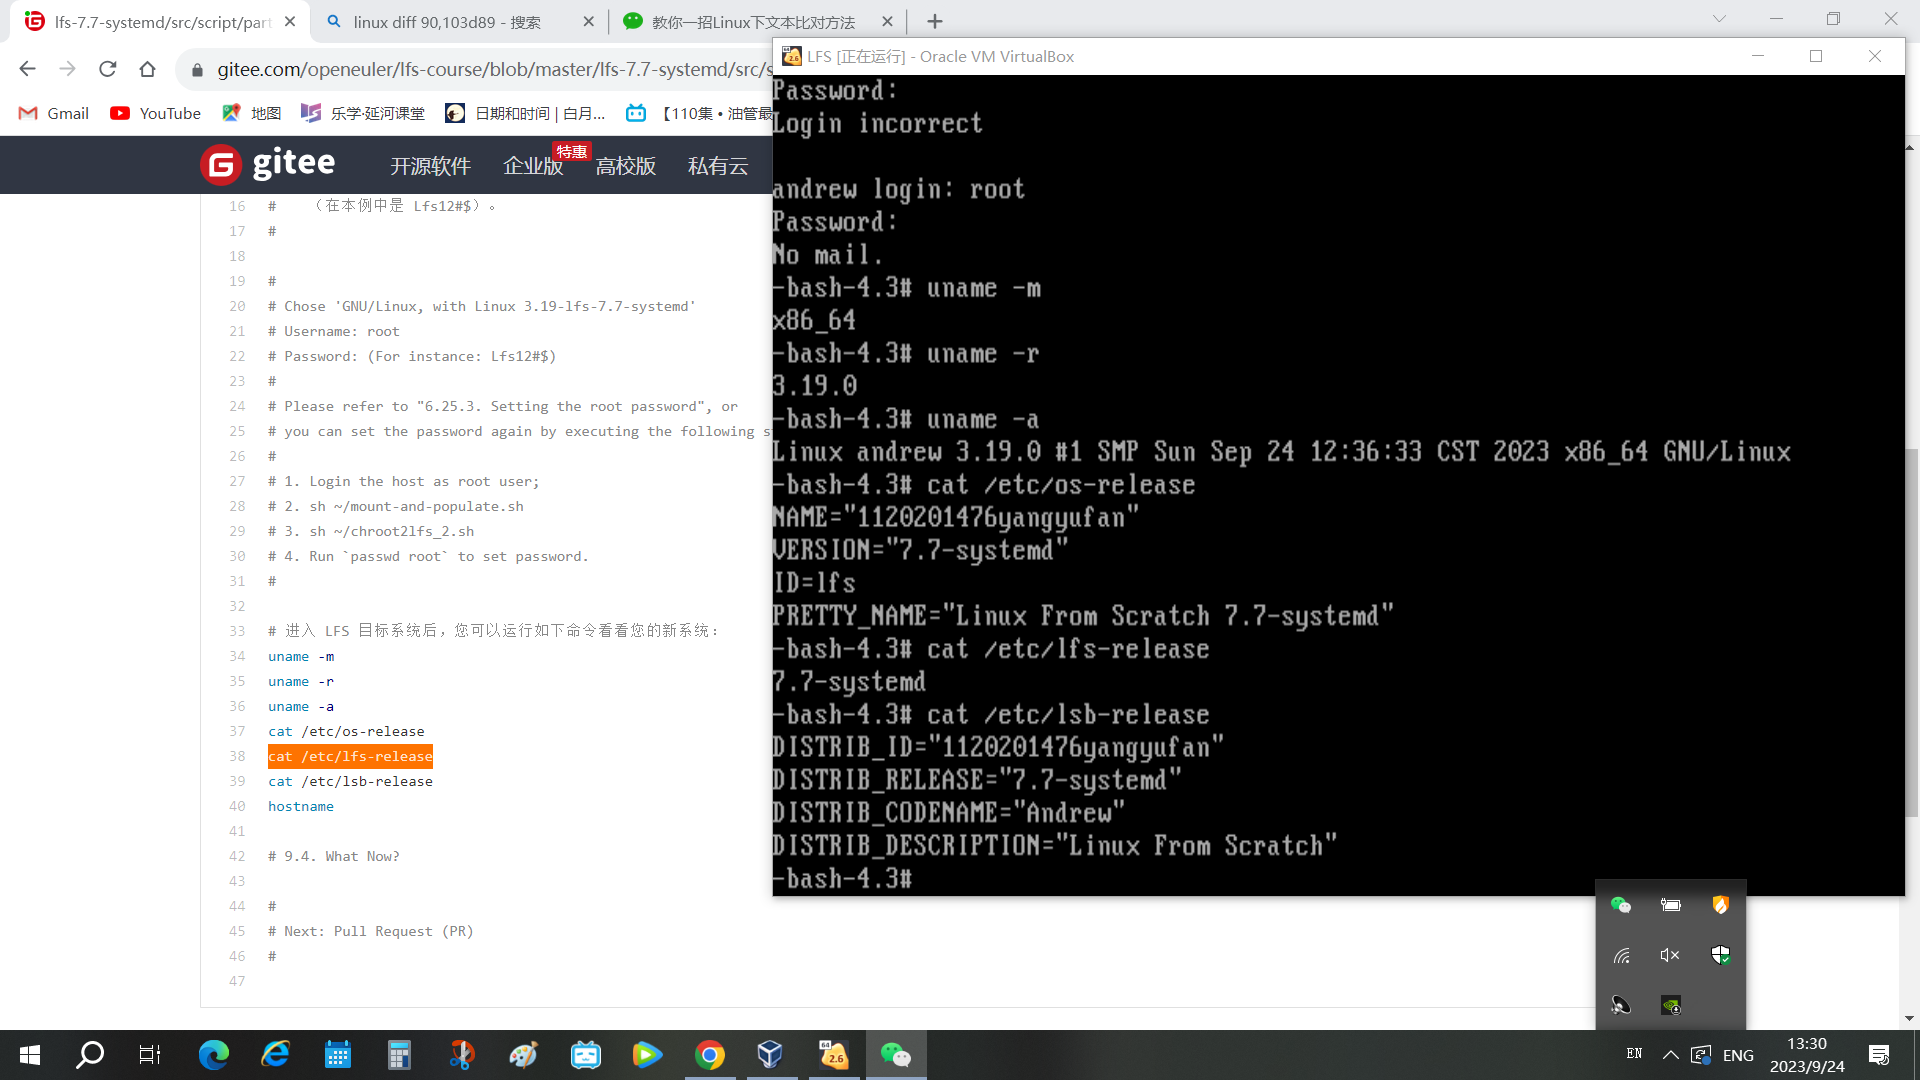 lfs-7.7-systemd/src/script/part
linux diff 90,103d89 - 搜索
教你一招Linux下文本比对方法
gitee.com/openeuler/lfs-course/blob/master/lfs-7.7-systemd/src/s
Gmail
YouTube
地图
乐学·延河课堂
日期和时间 | 白月...
【110集 • 油管最
gitee
开源软件
企业版
特惠
高校版
私有云
16 # （在本例中是 Lfs12#$）。
17 #
18
19 #
20 # Chose 'GNU/Linux, with Linux 3.19-lfs-7.7-systemd'
21 # Username: root
22 # Password: (For instance: Lfs12#$)
23 #
24 # Please refer to "6.25.3. Setting the root password", or
25 # you can set the password again by executing the following s
26 #
27 # 1. Login the host as root user;
28 # 2. sh ~/mount-and-populate.sh
29 # 3. sh ~/chroot2lfs_2.sh
30 # 4. Run `passwd root` to set password.
31 #
32
33 # 进入 LFS 目标系统后，您可以运行如下命令看看您的新系统：
34 uname -m
35 uname -r
36 uname -a
37 cat /etc/os-release
38 cat /etc/lfs-release
39 cat /etc/lsb-release
40 hostname
41
42 # 9.4. What Now?
43
44 #
45 # Next: Pull Request (PR)
46 #
47
LFS [正在运行] - Oracle VM VirtualBox
Password:
Login incorrect
andrew login: root
Password:
No mail.
-bash-4.3# uname -m
x86_64
-bash-4.3# uname -r
3.19.0
-bash-4.3# uname -a
Linux andrew 3.19.0 #1 SMP Sun Sep 24 12:36:33 CST 2023 x86_64 GNU/Linux
-bash-4.3# cat /etc/os-release
NAME="1120201476yangyufan"
VERSION="7.7-systemd"
ID=lfs
PRETTY_NAME="Linux From Scratch 7.7-systemd"
-bash-4.3# cat /etc/lfs-release
7.7-systemd
-bash-4.3# cat /etc/lsb-release
DISTRIB_ID="1120201476yangyufan"
DISTRIB_RELEASE="7.7-systemd"
DISTRIB_CODENAME="Andrew"
DISTRIB_DESCRIPTION="Linux From Scratch"
-bash-4.3#
64
2.6
EN
ENG
13:30
2023/9/24